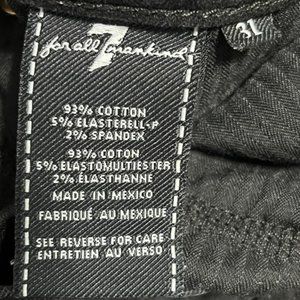 7
for all mankind
31
93% COTTON
5% ELASTERELL-P
2% SPANDEX
93% COTON
5% ELASTOMULTIESTER
2% ÉLASTHANNE
MADE IN MEXICO
FABRIQUÉ AU MEXIQUE
SEE REVERSE FOR CARE
ENTRETIEN AU VERSO